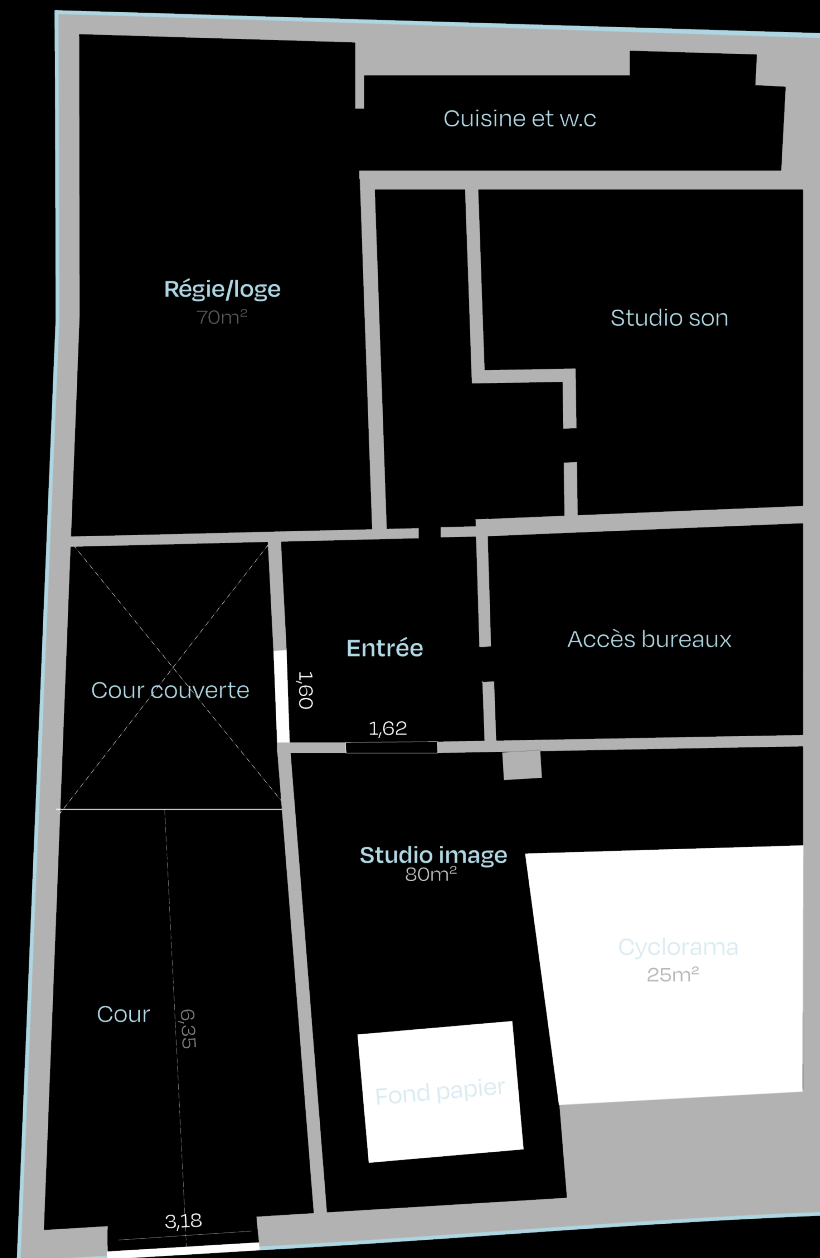 Cuisine et w.c
Régie/loge
70m²
Studio son
Entrée
Accès bureaux
Cour couverte
1,60
1,62
Studio image
80m²
Cyclorama
25m²
Cour
6,35
Fond papier
3,18